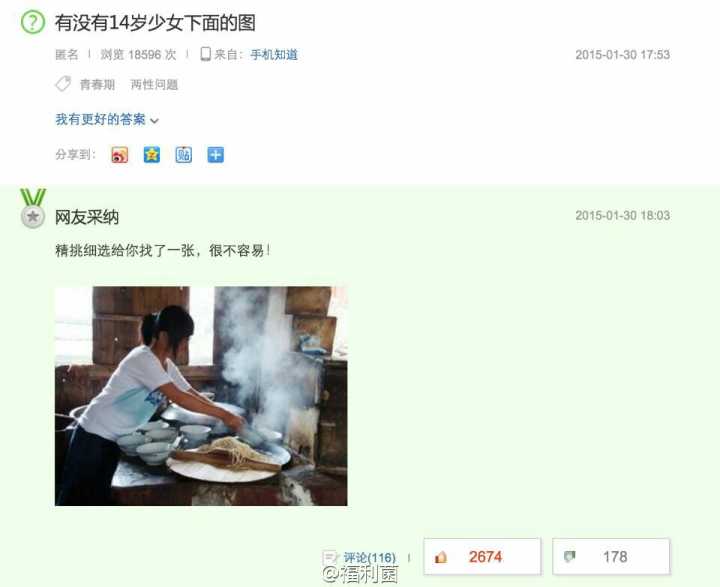 有没有14岁少女下面的图
匿名 | 浏览 18596 次 | 来自：手机知道 2015-01-30 17:53
青春期 两性问题
我有更好的答案
分享到：
贴
网友采纳 2015-01-30 18:03
精挑细选给你找了一张，很不容易！
评论(116) | 2674 178
@福利菌